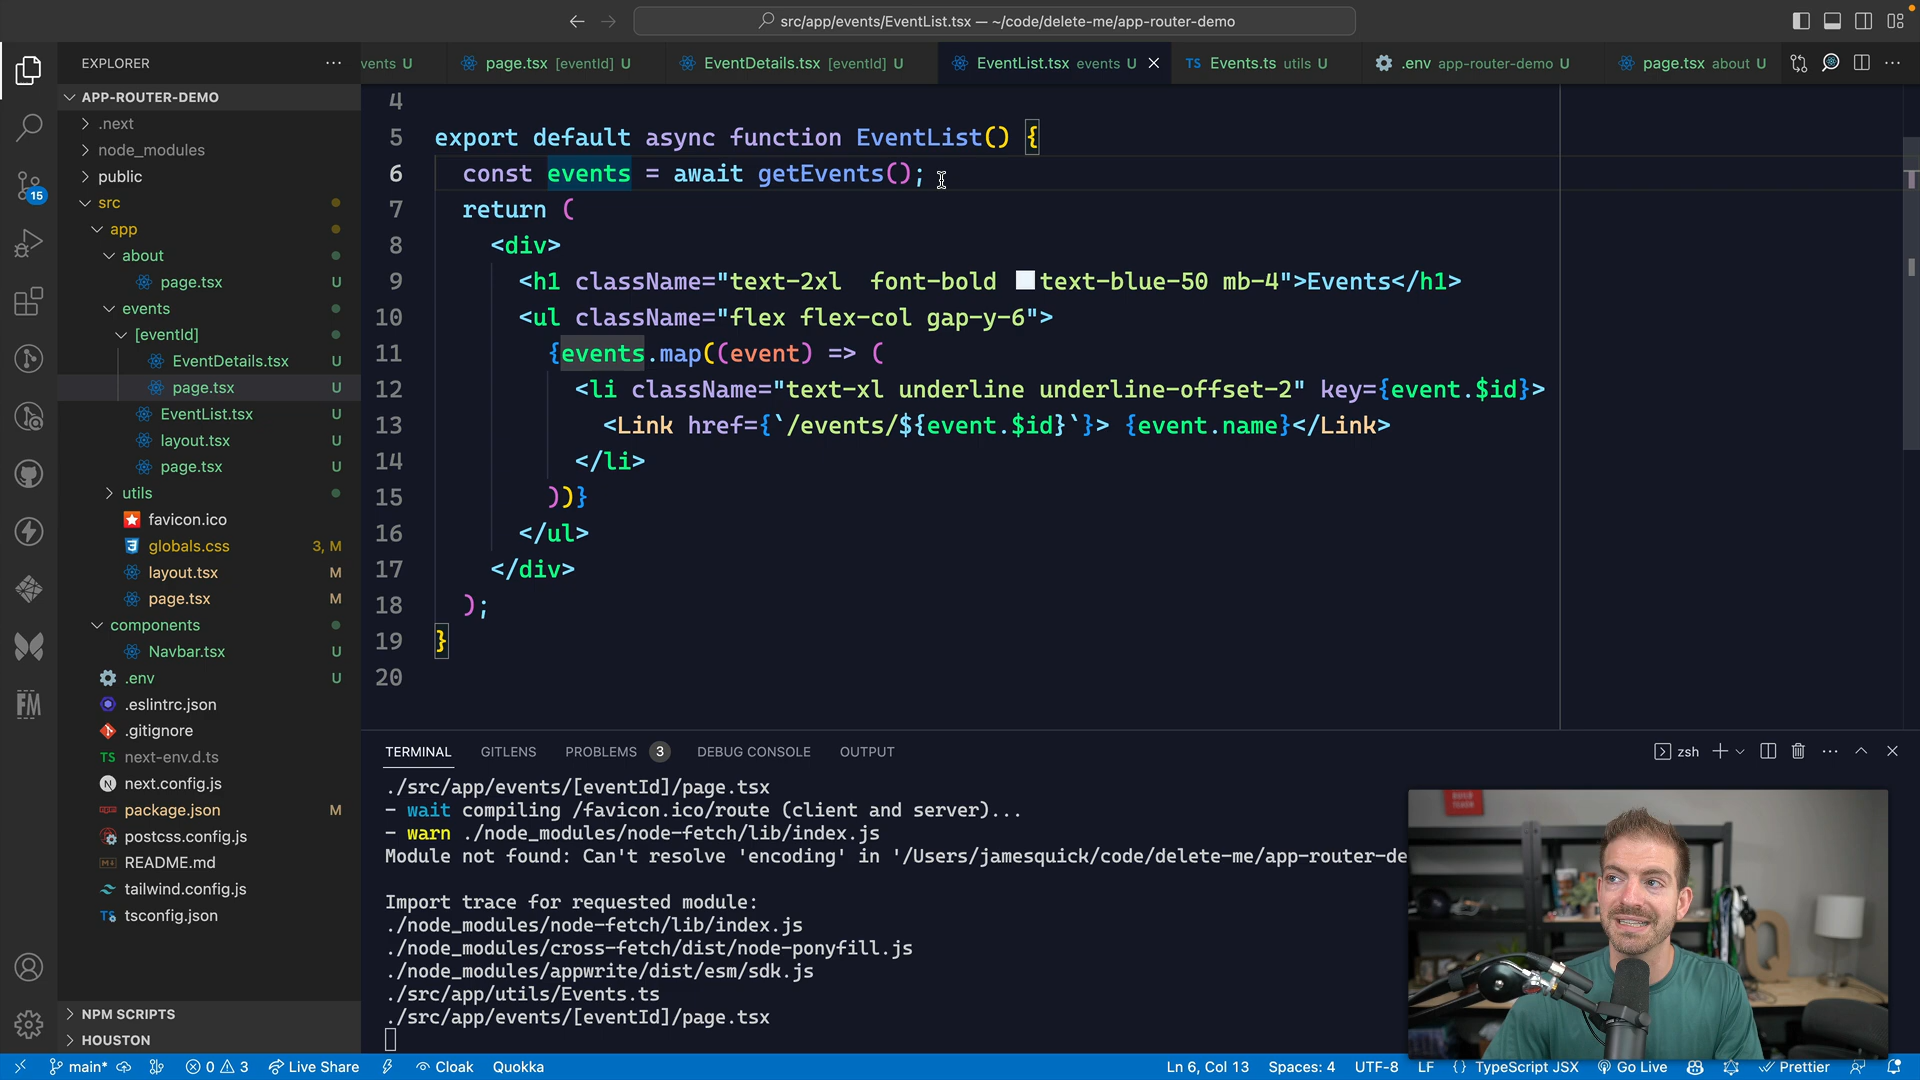 src/app/events/EventList.tsx — ~/code/delete-me/app-router-demo
EXPLORER
vents U
page.tsx [eventId] U
EventDetails.tsx [eventId] U
EventList.tsx events U
TS Events.ts utils U
.env app-router-demo U
page.tsx about U
APP-ROUTER-DEMO
.next
node_modules
public
15
src
app
about
page.tsx U
events
[eventId]
EventDetails.tsx U
page.tsx U
EventList.tsx U
layout.tsx U
page.tsx U
utils
favicon.ico
globals.css 3, M
layout.tsx M
page.tsx M
components
Navbar.tsx U
.env U
.eslintrc.json
.gitignore
TS next-env.d.ts
N next.config.js
package.json M
postcss.config.js
README.md
tailwind.config.js
TS tsconfig.json
FM
NPM SCRIPTS
HOUSTON
4
5 export default async function EventList() {
6 const events = await getEvents();
7 return (
8 <div>
9 <h1 className="text-2xl  font-bold text-blue-50 mb-4">Events</h1>
10 <ul className="flex flex-col gap-y-6">
11 {events.map((event) => (
12 <li className="text-xl underline underline-offset-2" key={event.$id}>
13 <Link href={`/events/${event.$id}`}> {event.name}</Link>
14 </li>
15 ))}
16 </ul>
17 </div>
18 );
19 }
20
TERMINAL GITLENS PROBLEMS 3 DEBUG CONSOLE OUTPUT
zsh
./src/app/events/[eventId]/page.tsx
- wait compiling /favicon.ico/route (client and server)...
- warn ./node_modules/node-fetch/lib/index.js
Module not found: Can't resolve 'encoding' in '/Users/jamesquick/code/delete-me/app-router-de
Import trace for requested module:
./node_modules/node-fetch/lib/index.js
./node_modules/cross-fetch/dist/node-ponyfill.js
./node_modules/appwrite/dist/esm/sdk.js
./src/app/utils/Events.ts
./src/app/events/[eventId]/page.tsx
main* 0 3 Live Share Cloak Quokka
Ln 6, Col 13 Spaces: 4 UTF-8 LF {} TypeScript JSX Go Live Prettier